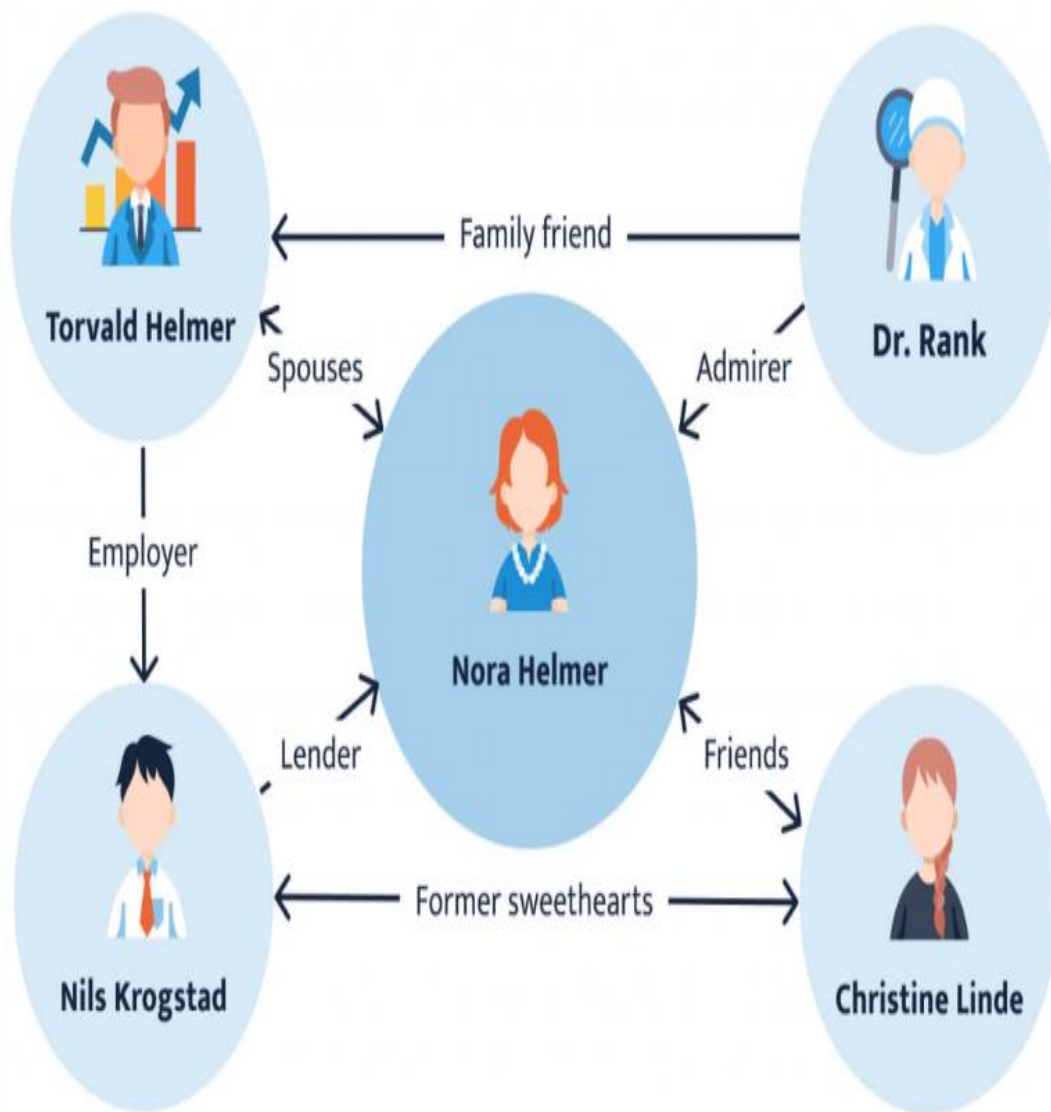 Family friend
Torvald Helmer
Dr. Rank
Spouses
Admirer
Employer
Nora Helmer
Lender
Friends
Former sweethearts
Nils Krogstad
Christine Linde